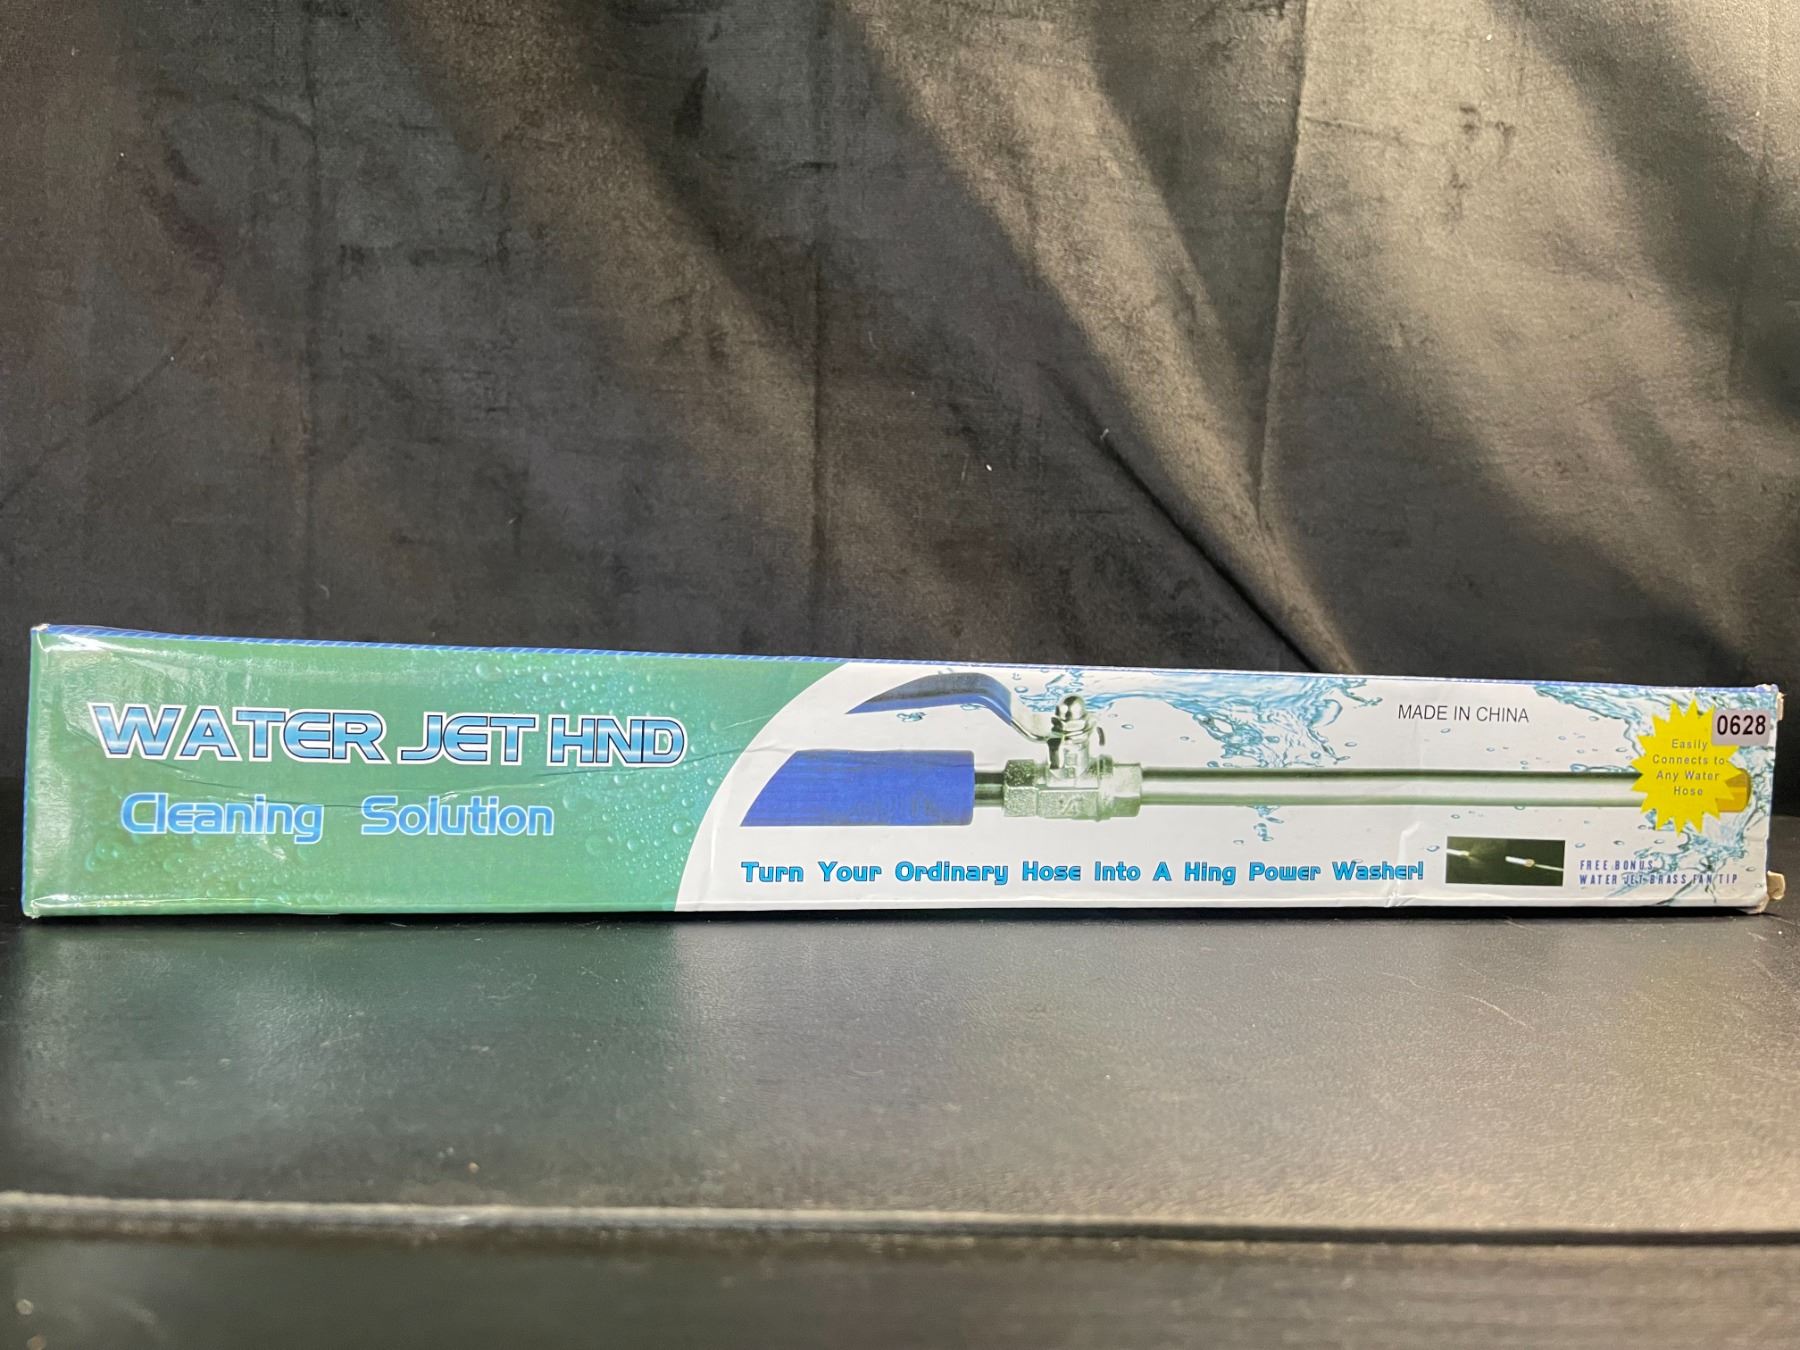 WATER JET HND
Cleaning Solution
MADE IN CHINA
0628
Easily
Connects to
Any Water
Hose
Turn Your Ordinary Hose Into A Hing Power Washer!
FREE BONUS
WATER JET BRASS FAN TIP